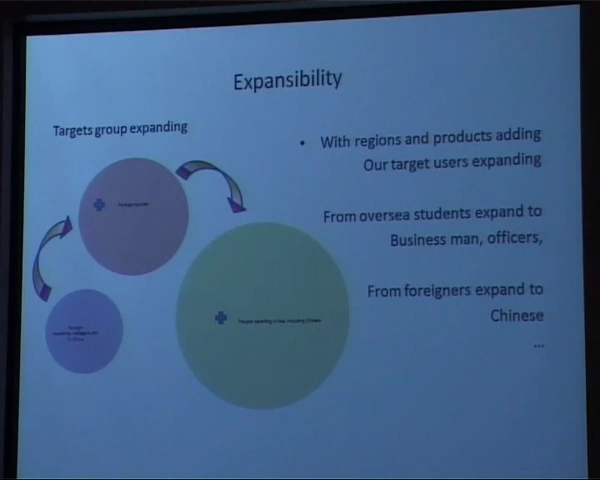 Expansibility
Targets group expanding
• With regions and products adding
Our target users expanding
From oversea students expand to
Business man, officers,
From foreigners expand to
Chinese
...